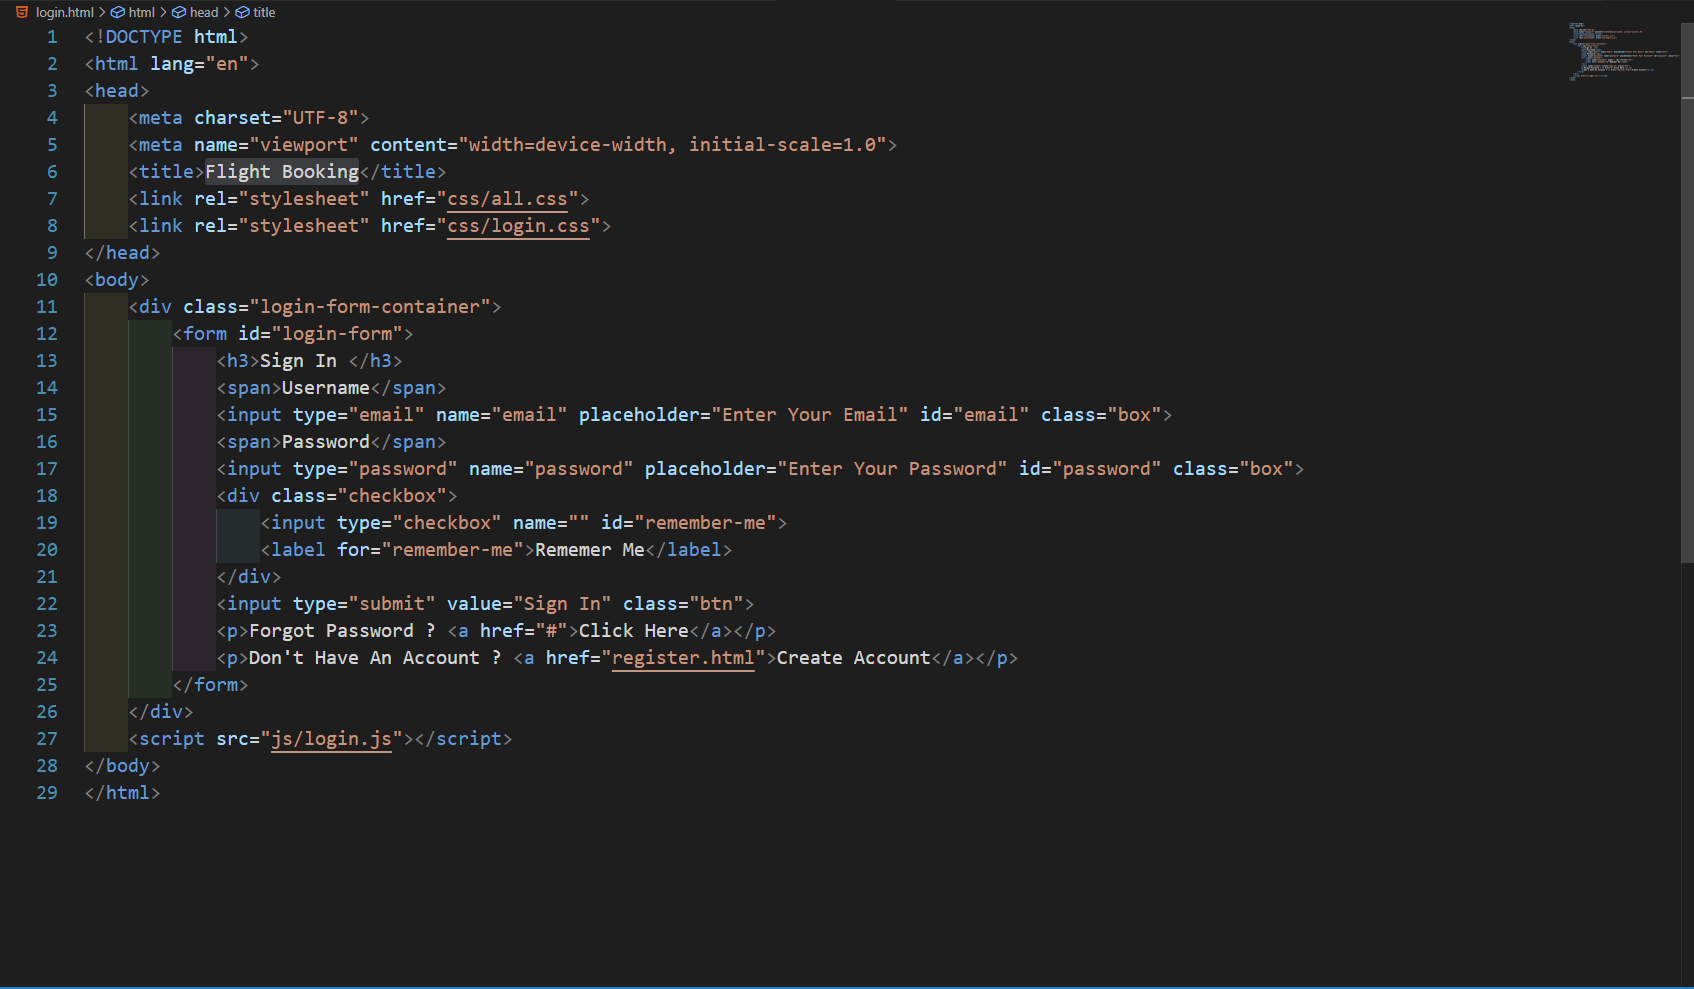 login.html > html > head > title
1 <!DOCTYPE html>
2 <html lang="en">
3 <head>
4     <meta charset="UTF-8">
5     <meta name="viewport" content="width=device-width, initial-scale=1.0">
6     <title>Flight Booking</title>
7     <link rel="stylesheet" href="css/all.css">
8     <link rel="stylesheet" href="css/login.css">
9 </head>
10 <body>
11     <div class="login-form-container">
12         <form id="login-form">
13             <h3>Sign In </h3>
14             <span>Username</span>
15             <input type="email" name="email" placeholder="Enter Your Email" id="email" class="box">
16             <span>Password</span>
17             <input type="password" name="password" placeholder="Enter Your Password" id="password" class="box">
18             <div class="checkbox">
19                 <input type="checkbox" name="" id="remember-me">
20                 <label for="remember-me">Rememer Me</label>
21             </div>
22             <input type="submit" value="Sign In" class="btn">
23             <p>Forgot Password ? <a href="#">Click Here</a></p>
24             <p>Don't Have An Account ? <a href="register.html">Create Account</a></p>
25         </form>
26     </div>
27     <script src="js/login.js"></script>
28 </body>
29 </html>